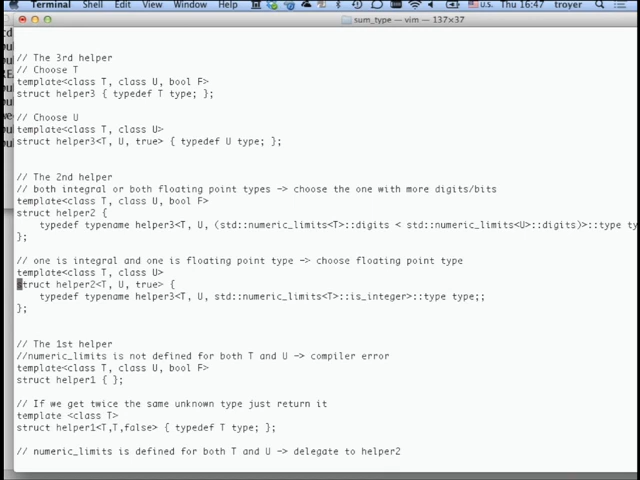 Terminal Shell Edit View Window Help U.S. Thu 16:47 troyer
sum_type — vim — 137×37
// The 3rd helper
// Choose T
template<class T, class U, bool F>
struct helper3 { typedef T type; };
// Choose U
template<class T, class U>
struct helper3<T, U, true> { typedef U type; };
// The 2nd helper
// both integral or both floating point types -> choose the one with more digits/bits
template<class T, class U, bool F>
struct helper2 {
typedef typename helper3<T, U, (std::numeric_limits<T>::digits < std::numeric_limits<U>::digits)>::type ty
};
// one is integral and one is floating point type -> choose floating point type
template<class T, class U>
struct helper2<T, U, true> {
typedef typename helper3<T, U, std::numeric_limits<T>::is_integer>::type type;;
};
// The 1st helper
//numeric_limits is not defined for both T and U -> compiler error
template<class T, class U, bool F>
struct helper1 { };
// If we get twice the same unknown type just return it
template <class T>
struct helper1<T,T,false> { typedef T type; };
// numeric_limits is defined for both T and U -> delegate to helper2